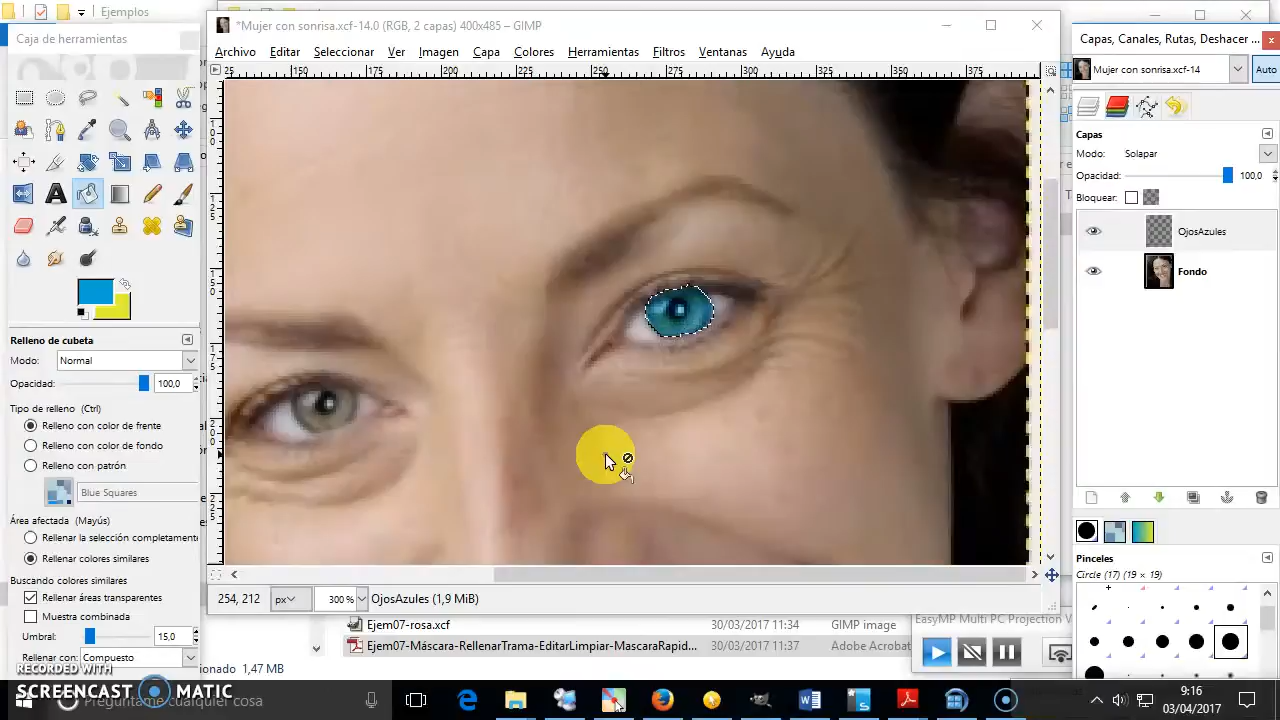 Ejemplos
*Mujer con sonrisa.xcf-14.0 (RGB, 2 capas) 400x485 – GIMP
Caja de herramientas
Capas, Canales, Rutas, Deshacer ...
Archivo Editar Seleccionar Ver Imagen Capa Colores Herramientas Filtros Ventanas Ayuda
Mujer con sonrisa.xcf-14
Auto
25 150 175 200 225 250 275 300 325 350 375
Capas
Modo: Solapar
Opacidad: 100,0
Bloquear:
OjosAzules
Fondo
Relleno de cubeta
Modo: Normal
Opacidad: 100,0
Tipo de relleno (Ctrl)
Relleno con color de frente
Relleno con color de fondo
Relleno con patrón
Blue Squares
Área afectada (Mayús)
Rellenar la selección completamente
Rellenar colores similares
Buscando colores similares
Rellenar áreas transparentes
Muestra combinada
Umbral: 15,0
Rellenar con: Compuesto
Pinceles
Circle (17) (19 × 19)
254, 212 px 300 % OjosAzules (1,9 MiB)
Ejem07-rosa.xcf 30/03/2017 11:34 GIMP image
Ejem07-Máscara-RellenarTrama-EditarLimpiar-MascaraRapid... 30/03/2017 11:33 Adobe Acrobat
EasyMP Multi PC Projection
onado 1,47 MB
RECORDED WITH
SCREENCAST MATIC
Pregúntame cualquier cosa
9:16
03/04/2017